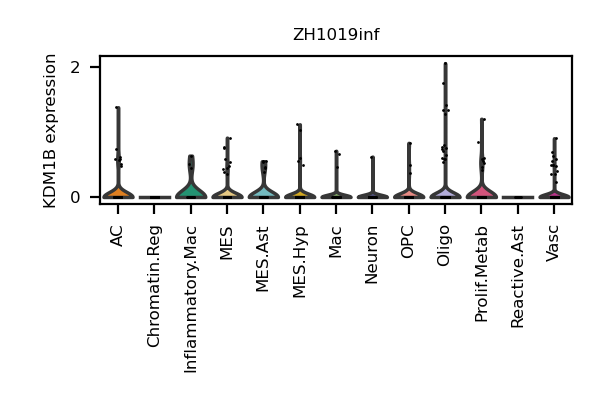 ZH1019inf
KDM1B expression
2
0
AC
Chromatin.Reg
Inflammatory.Mac
MES
MES.Ast
MES.Hyp
Mac
Neuron
OPC
Oligo
Prolif.Metab
Reactive.Ast
Vasc